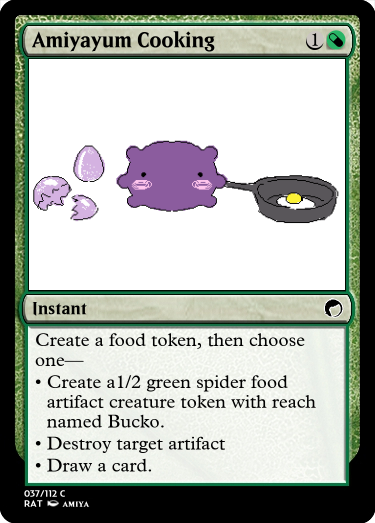 Amiyayum Cooking 1
Instant
Create a food token, then choose
one—
• Create a1/2 green spider food
artifact creature token with reach
named Bucko.
• Destroy target artifact
• Draw a card.
037/112 C
RAT AMIYA